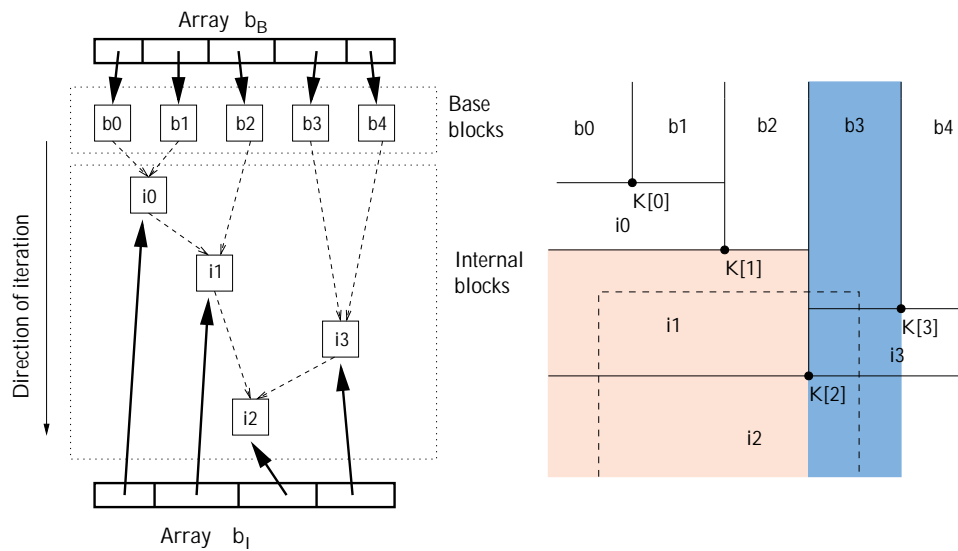 Array b_B
b0 b1 b2 b3 b4
Base
blocks
i0
i1
i3
i2
Internal
blocks
Direction of iteration
Array b_I
b0 b1 b2 b3 b4
K[0]
i0
K[1]
i1
K[3]
i3
K[2]
i2